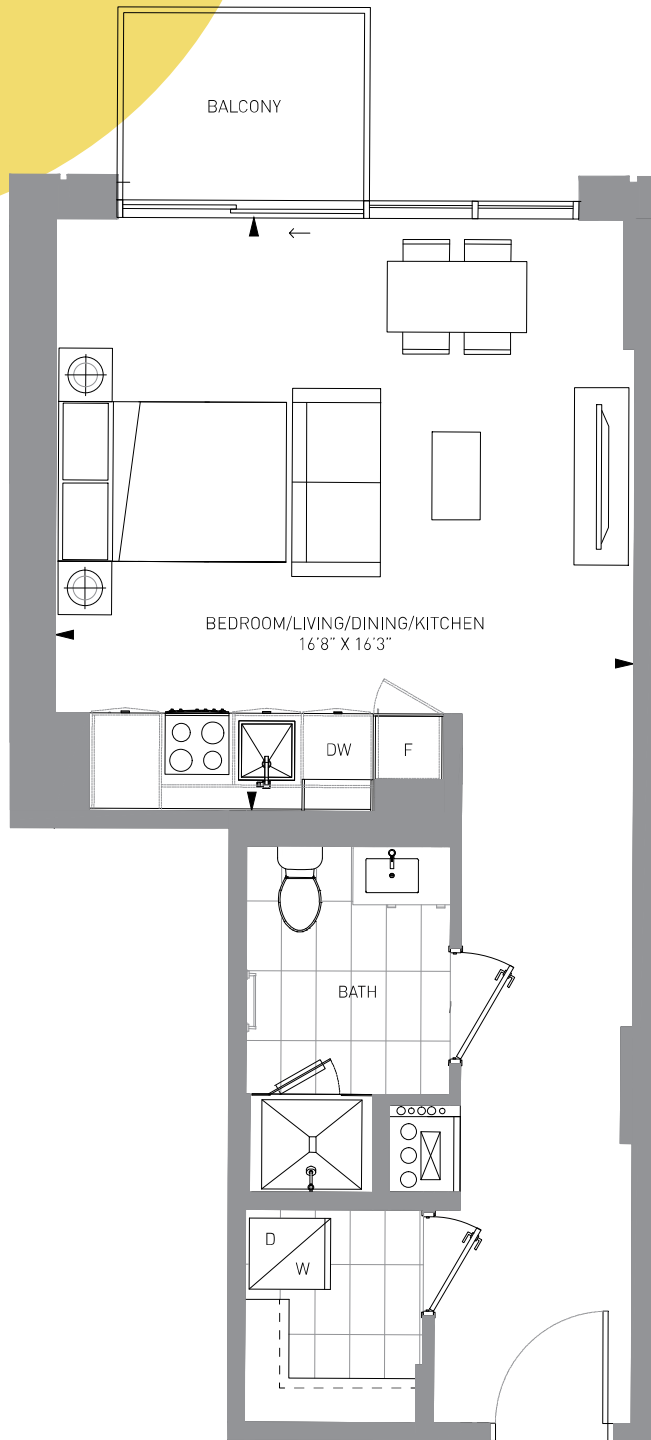 BALCONY
BEDROOM/LIVING/DINING/KITCHEN
16'8" X 16'3"
DW
F
BATH
D
W